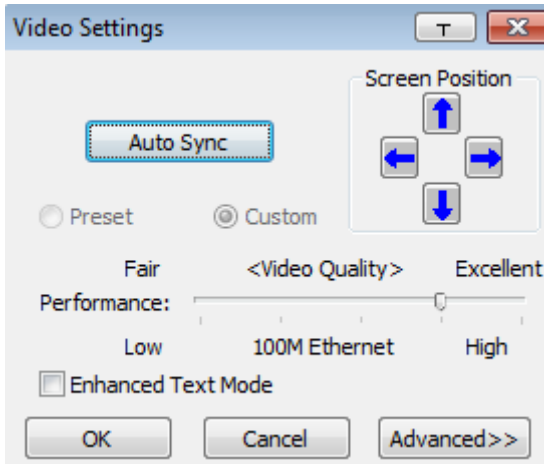 Video Settings
T
Screen Position
Auto Sync
Preset
Custom
Fair <Video Quality> Excellent
Performance:
Low 100M Ethernet High
Enhanced Text Mode
OK Cancel Advanced>>